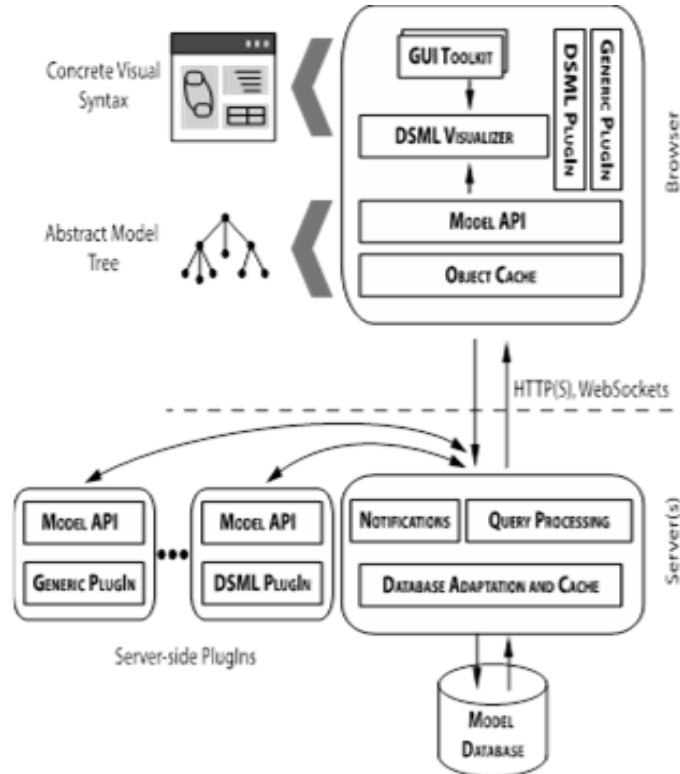 Concrete Visual
Syntax
GUI Toolkit
DSML Visualizer
DSML PlugIn
Generic PlugIn
Browser
Abstract Model
Tree
Model API
Object Cache
HTTP(S), WebSockets
Model API
Generic PlugIn
Model API
DSML PlugIn
Server-side PlugIns
Notifications
Query Processing
Database Adaptation and Cache
Server(s)
Model
Database